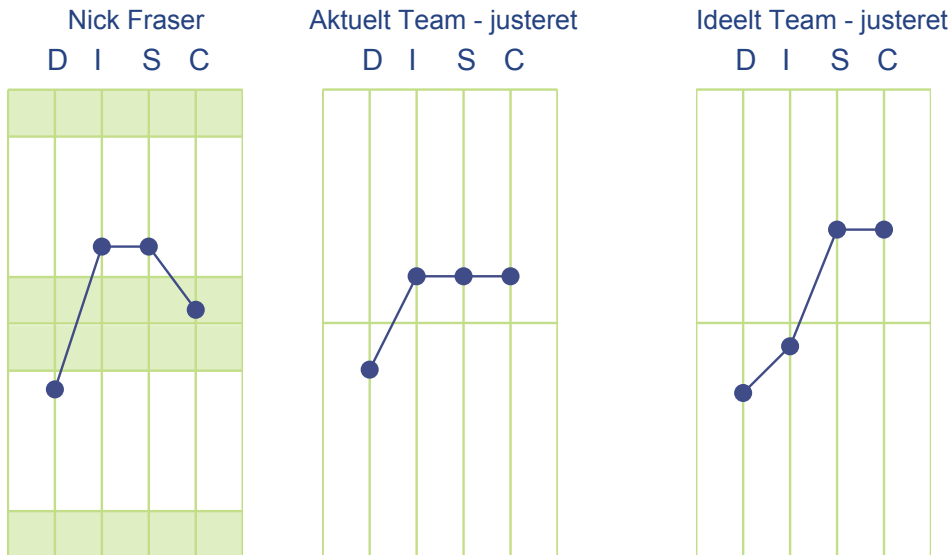 Nick Fraser
D I S C
Aktuelt Team - justeret
D I S C
Ideelt Team - justeret
D I S C